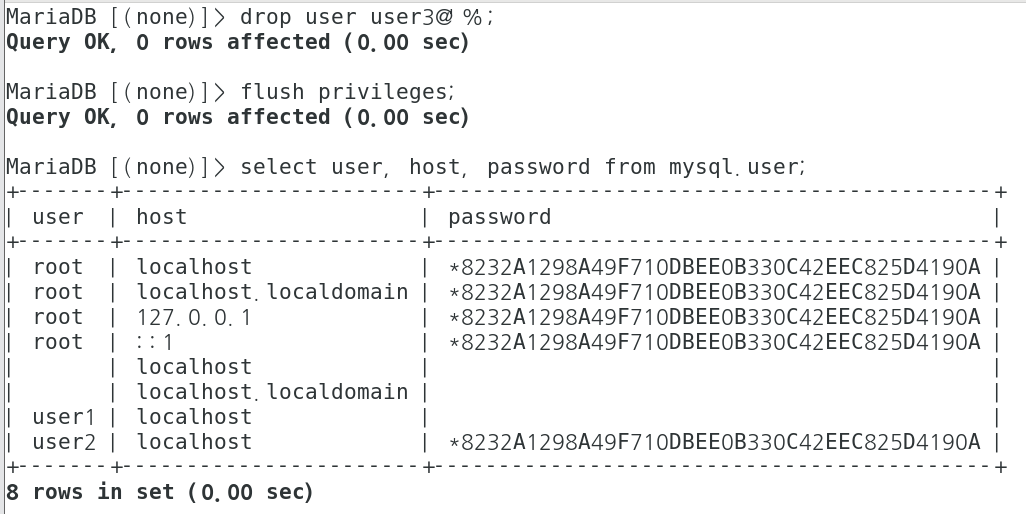 MariaDB [(none)]> drop user user3@ %;
Query OK, 0 rows affected (0.00 sec)
MariaDB [(none)]> flush privileges;
Query OK, 0 rows affected (0.00 sec)
MariaDB [(none)]> select user, host, password from mysql.user;
+-------+-----------------------+-------------------------------------------+
| user  | host                  | password                                  |
+-------+-----------------------+-------------------------------------------+
| root  | localhost             | *8232A1298A49F710DBEE0B330C42EEC825D4190A |
| root  | localhost.localdomain | *8232A1298A49F710DBEE0B330C42EEC825D4190A |
| root  | 127.0.0.1             | *8232A1298A49F710DBEE0B330C42EEC825D4190A |
| root  | ::1                   | *8232A1298A49F710DBEE0B330C42EEC825D4190A |
|       | localhost             |                                           |
|       | localhost.localdomain |                                           |
| user1 | localhost             |                                           |
| user2 | localhost             | *8232A1298A49F710DBEE0B330C42EEC825D4190A |
+-------+-----------------------+-------------------------------------------+
8 rows in set (0.00 sec)